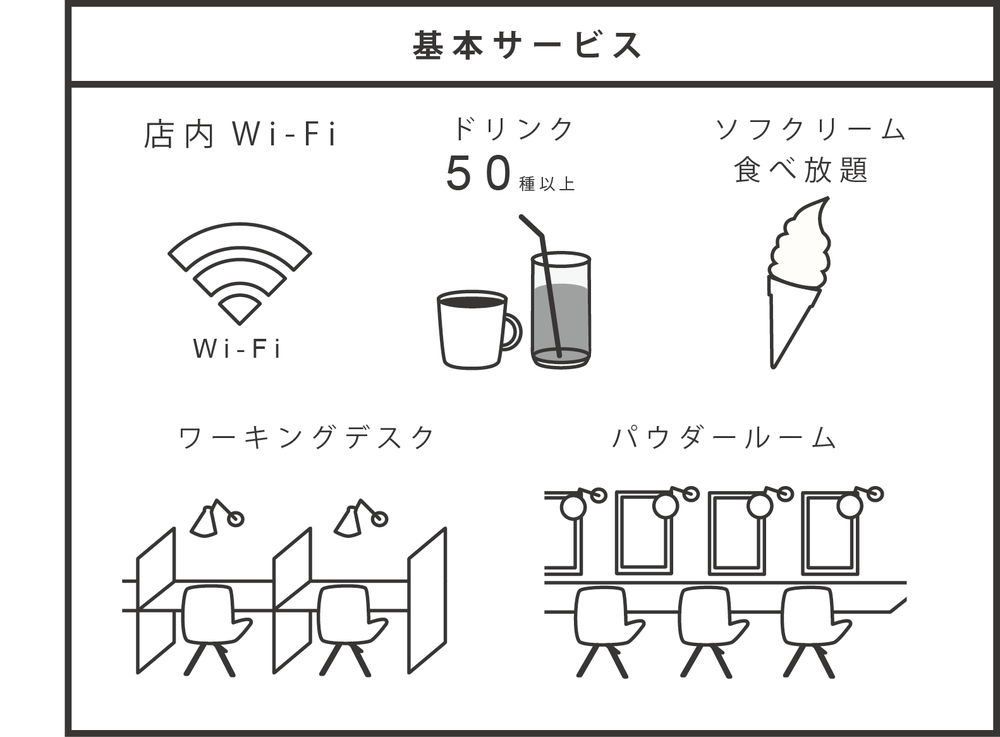 基本サービス
店内 Wi-Fi
ドリンク
50種以上
ソフクリーム
食べ放題
Wi-Fi
ワーキングデスク
パウダールーム